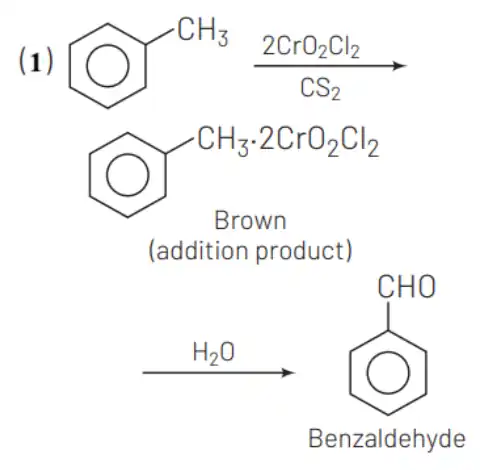 (1) CH₃ 2CrO₂Cl₂
CS₂
CH₃·2CrO₂Cl₂
Brown
(addition product)
CHO
H₂O
Benzaldehyde